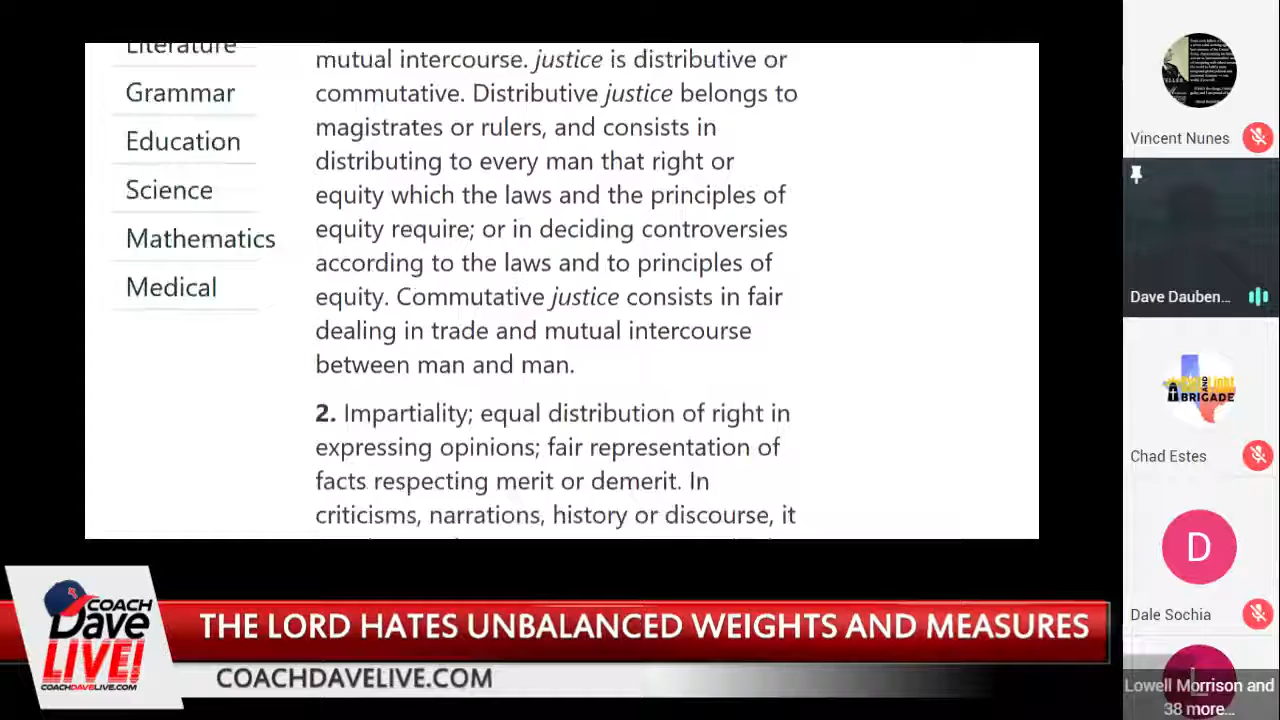 Literature
Grammar
Education
Science
Mathematics
Medical
mutual intercourse. justice is distributive or
commutative. Distributive justice belongs to
magistrates or rulers, and consists in
distributing to every man that right or
equity which the laws and the principles of
equity require; or in deciding controversies
according to the laws and to principles of
equity. Commutative justice consists in fair
dealing in trade and mutual intercourse
between man and man.
2. Impartiality; equal distribution of right in
expressing opinions; fair representation of
facts respecting merit or demerit. In
criticisms, narrations, history or discourse, it
Vincent Nunes
Dave Dauben...
AND
BRIGADE
Chad Estes
D
Dale Sochia
L
Lowell Morrison and
38 more...
COACH
Dave
LIVE!
COACHDAVELIVE.COM
THE LORD HATES UNBALANCED WEIGHTS AND MEASURES
COACHDAVELIVE.COM